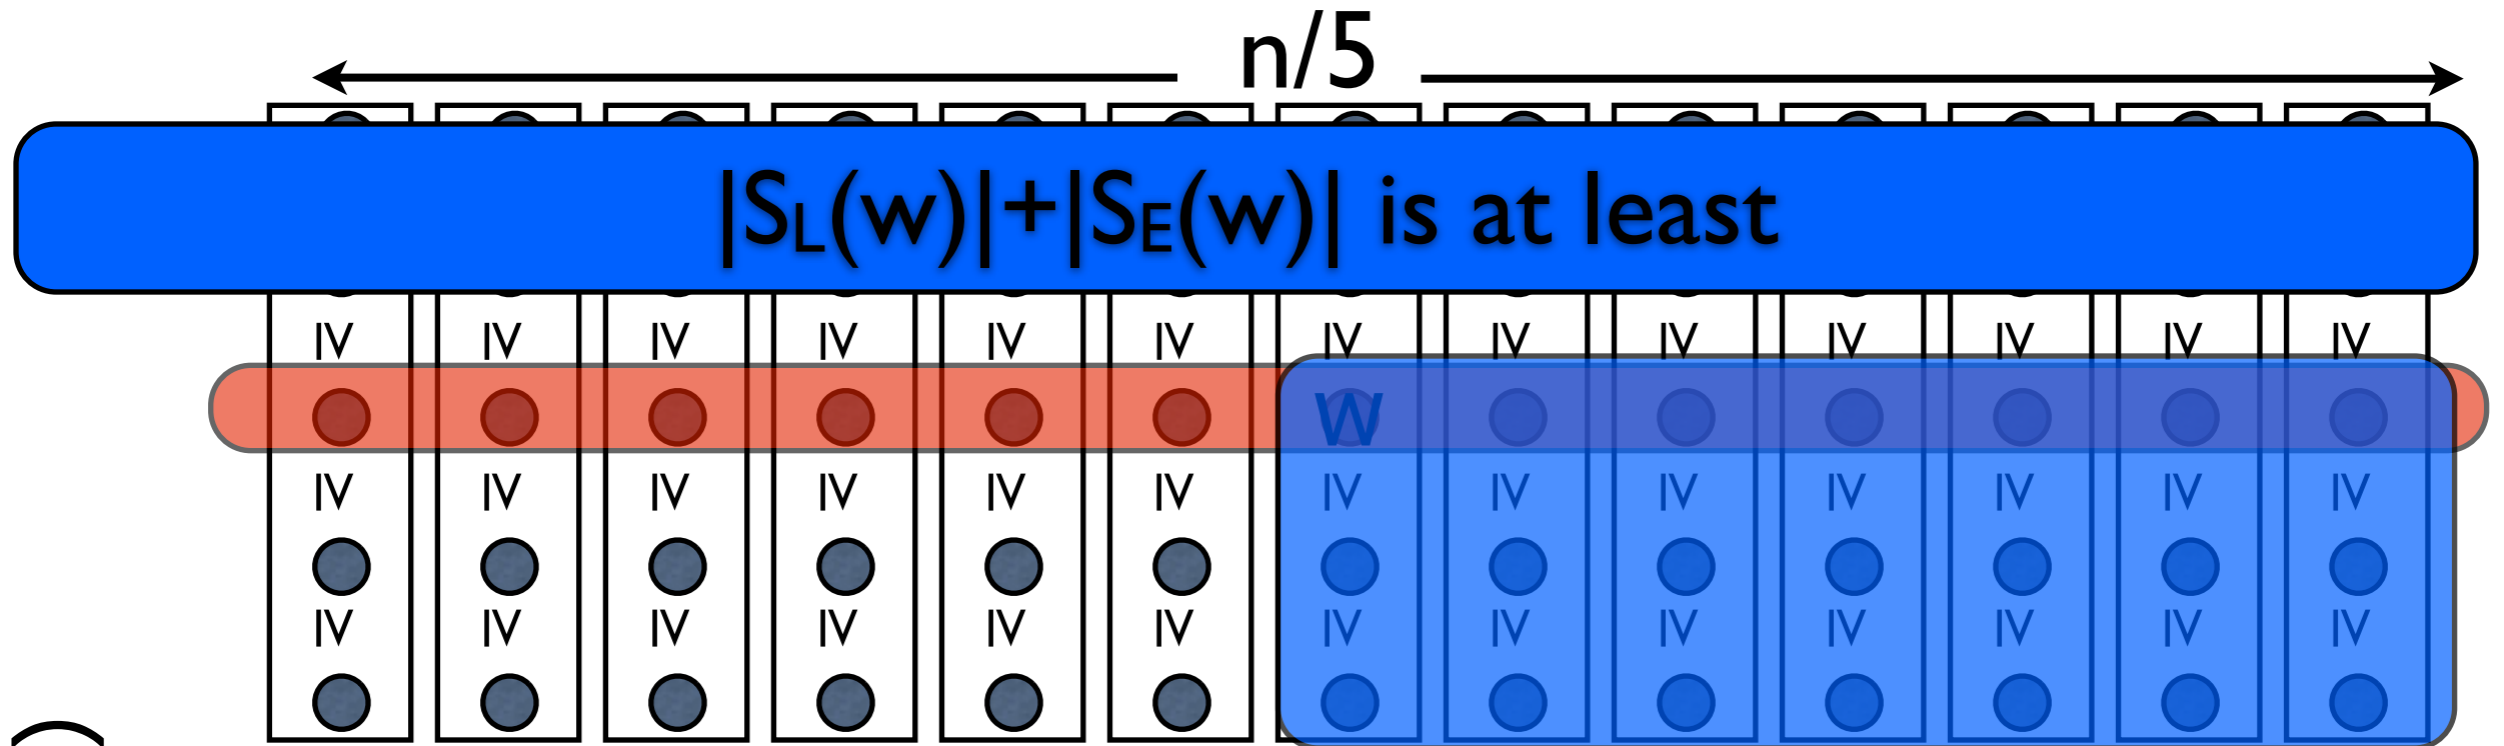 n/5
|SL(w)|+|SE(w)| is at least
≥ ≥ ≥ ≥ ≥ ≥ ≥ ≥ ≥ ≥ ≥ ≥ ≥
w
≥ ≥ ≥ ≥ ≥ ≥ ≥ ≥ ≥ ≥ ≥ ≥ ≥
≥ ≥ ≥ ≥ ≥ ≥ ≥ ≥ ≥ ≥ ≥ ≥ ≥